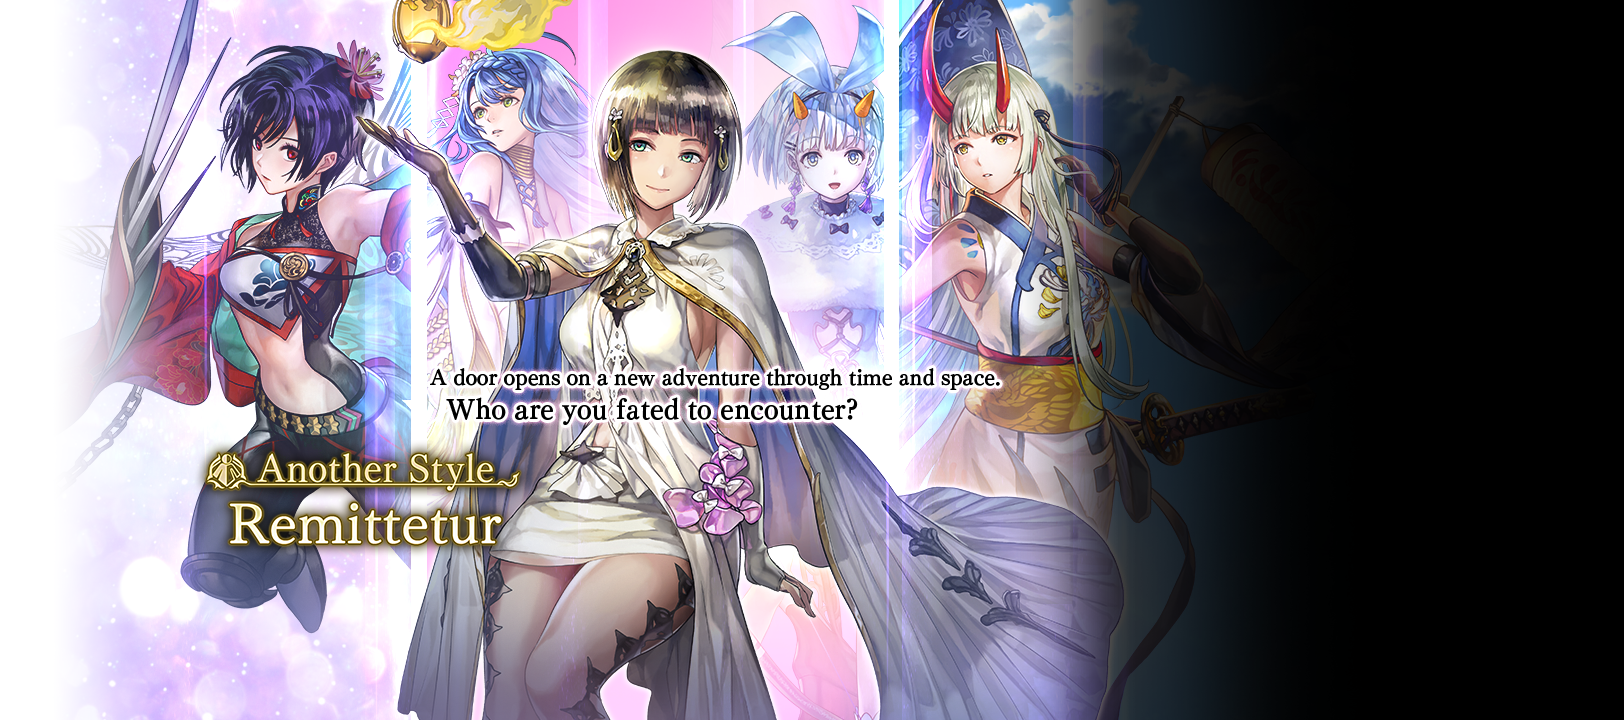 A door opens on a new adventure through time and space.
Who are you fated to encounter?
Another Style
Remittetur